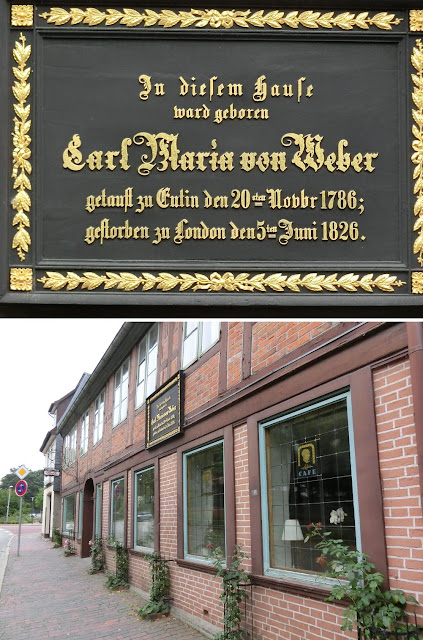 In dieſem Hauſe
ward geboren
Carl Maria von Weber
getauft zu Eutin den 20ſten Novbr 1786;
geſtorben zu London den 5ten Juni 1826.
CAFE